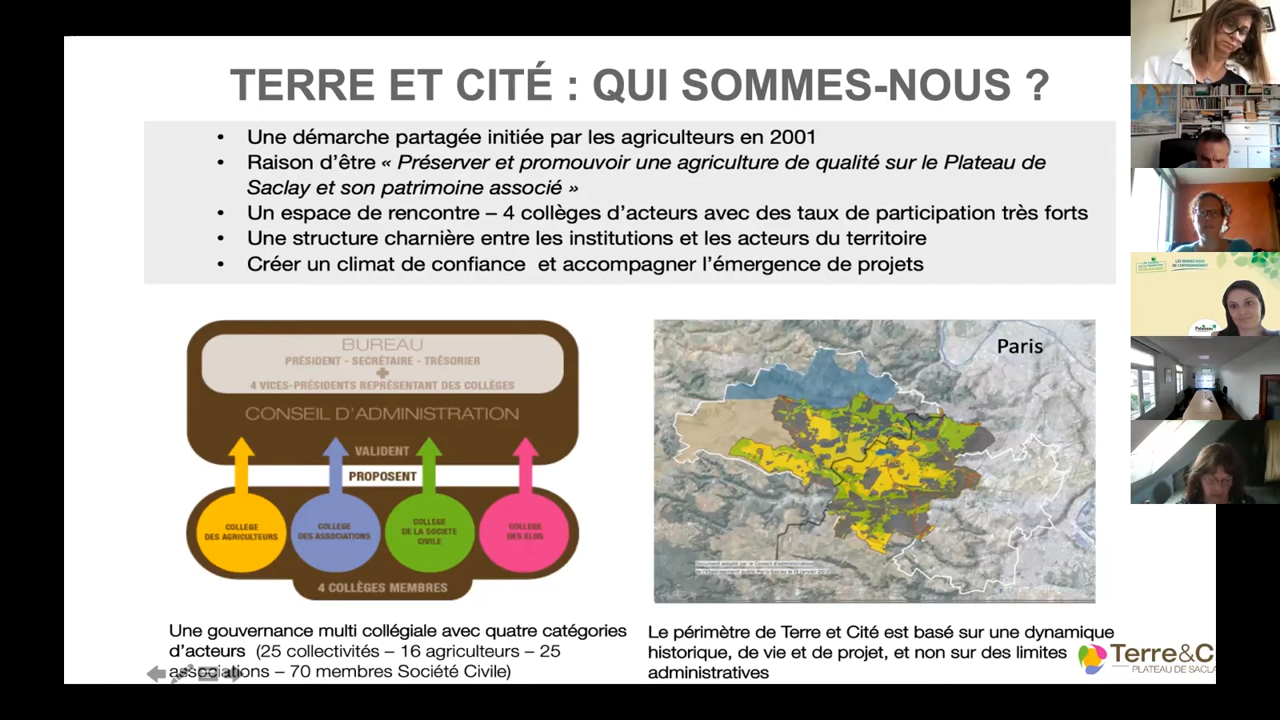 TERRE ET CITÉ : QUI SOMMES-NOUS ?
• Une démarche partagée initiée par les agriculteurs en 2001
• Raison d'être « Préserver et promouvoir une agriculture de qualité sur le Plateau de
Saclay et son patrimoine associé »
• Un espace de rencontre – 4 collèges d'acteurs avec des taux de participation très forts
• Une structure charnière entre les institutions et les acteurs du territoire
• Créer un climat de confiance et accompagner l'émergence de projets
BUREAU
PRÉSIDENT - SECRÉTAIRE - TRÉSORIER
+
4 VICES-PRÉSIDENTS REPRÉSENTANT DES COLLÈGES
CONSEIL D'ADMINISTRATION
VALIDENT
PROPOSENT
COLLEGE
DES AGRICULTEURS
COLLEGE
DES ASSOCIATIONS
COLLEGE
DE LA SOCIETE
CIVILE
COLLEGE
DES ELUS
4 COLLÈGES MEMBRES
Paris
Une gouvernance multi collégiale avec quatre catégories
d'acteurs (25 collectivités – 16 agriculteurs – 25
associations – 70 membres Société Civile)
Le périmètre de Terre et Cité est basé sur une dynamique
historique, de vie et de projet, et non sur des limites
administratives
Terre&C
PLATEAU DE SACLA